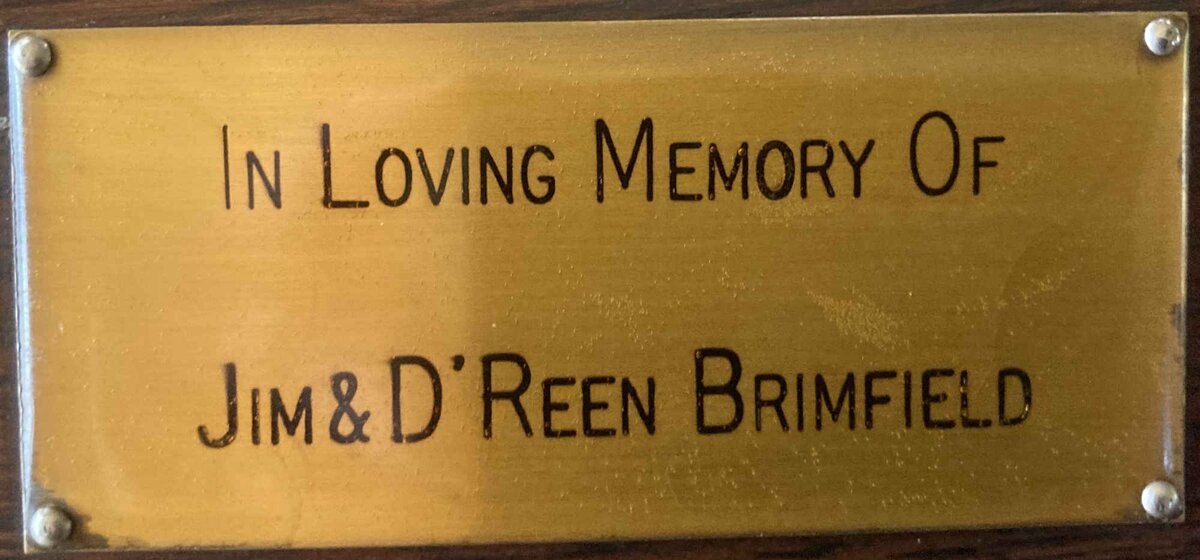 In Loving Memory Of
Jim & D'Reen Brimfield